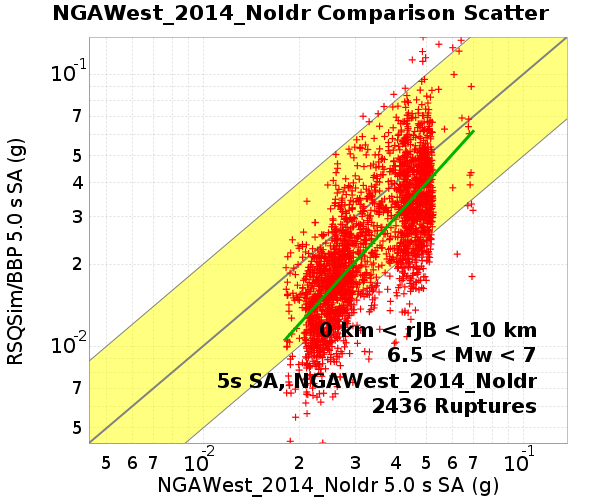 NGAWest_2014_NoIdr Comparison Scatter
RSQSim/BBP 5.0 s SA (g)
10^-1
7
5
4
3
2
10^-2
7
5
0 km < rJB < 10 km
6.5 < Mw < 7
5s SA, NGAWest_2014_NoIdr
2436 Ruptures
5 6 7 10^-2 2 3 4 5 6 7 10^-1
NGAWest_2014_NoIdr 5.0 s SA (g)